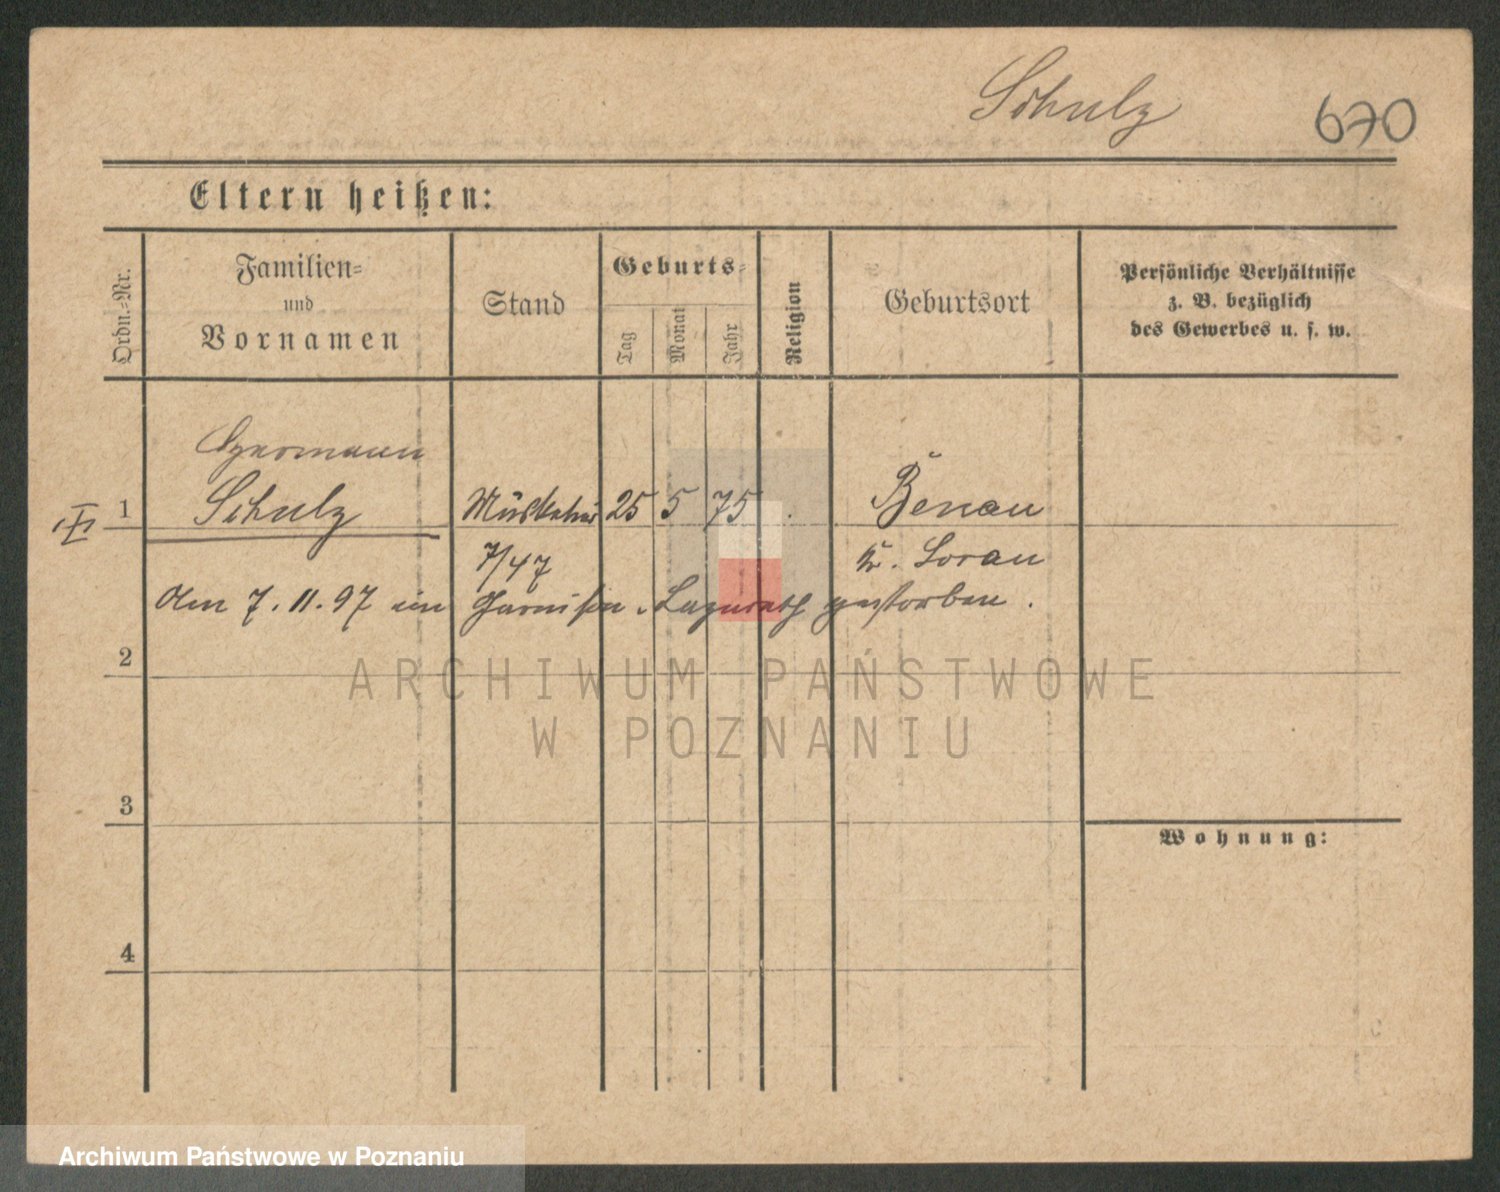 Schulz 670
Eltern heißen:
Ordn.-Nr.
Familien-
und
Vornamen
Stand
Geburts-
Tag
Monat
Jahr
Religion
Geburtsort
Persönliche Verhältnisse
z. B. bezüglich
des Gewerbes u. s. w.
Hermann
1 Schulz Musketier 25 5 75 Benau
7/47 Kr. Sorau
Am 7. 11. 97 im Garnison-Lazareth gestorben.
2
ARCHIWUM PAŃSTWOWE
W POZNANIU
3
Wohnung:
4
Archiwum Państwowe w Poznaniu